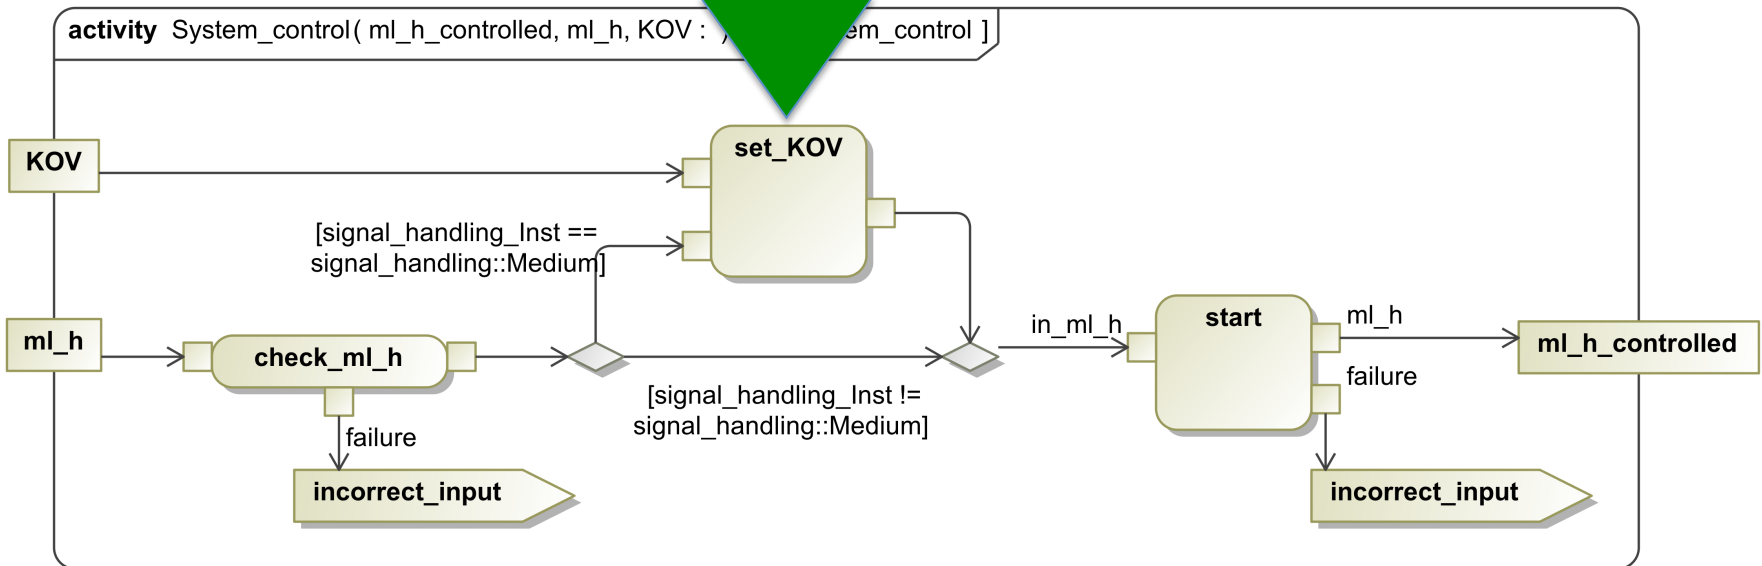 activity System_control( ml_h_controlled, ml_h, KOV : ) em_control ]
KOV
set_KOV
[signal_handling_Inst ==
signal_handling::Medium]
ml_h
check_ml_h
in_ml_h
start
ml_h
ml_h_controlled
failure
[signal_handling_Inst !=
signal_handling::Medium]
failure
incorrect_input
incorrect_input